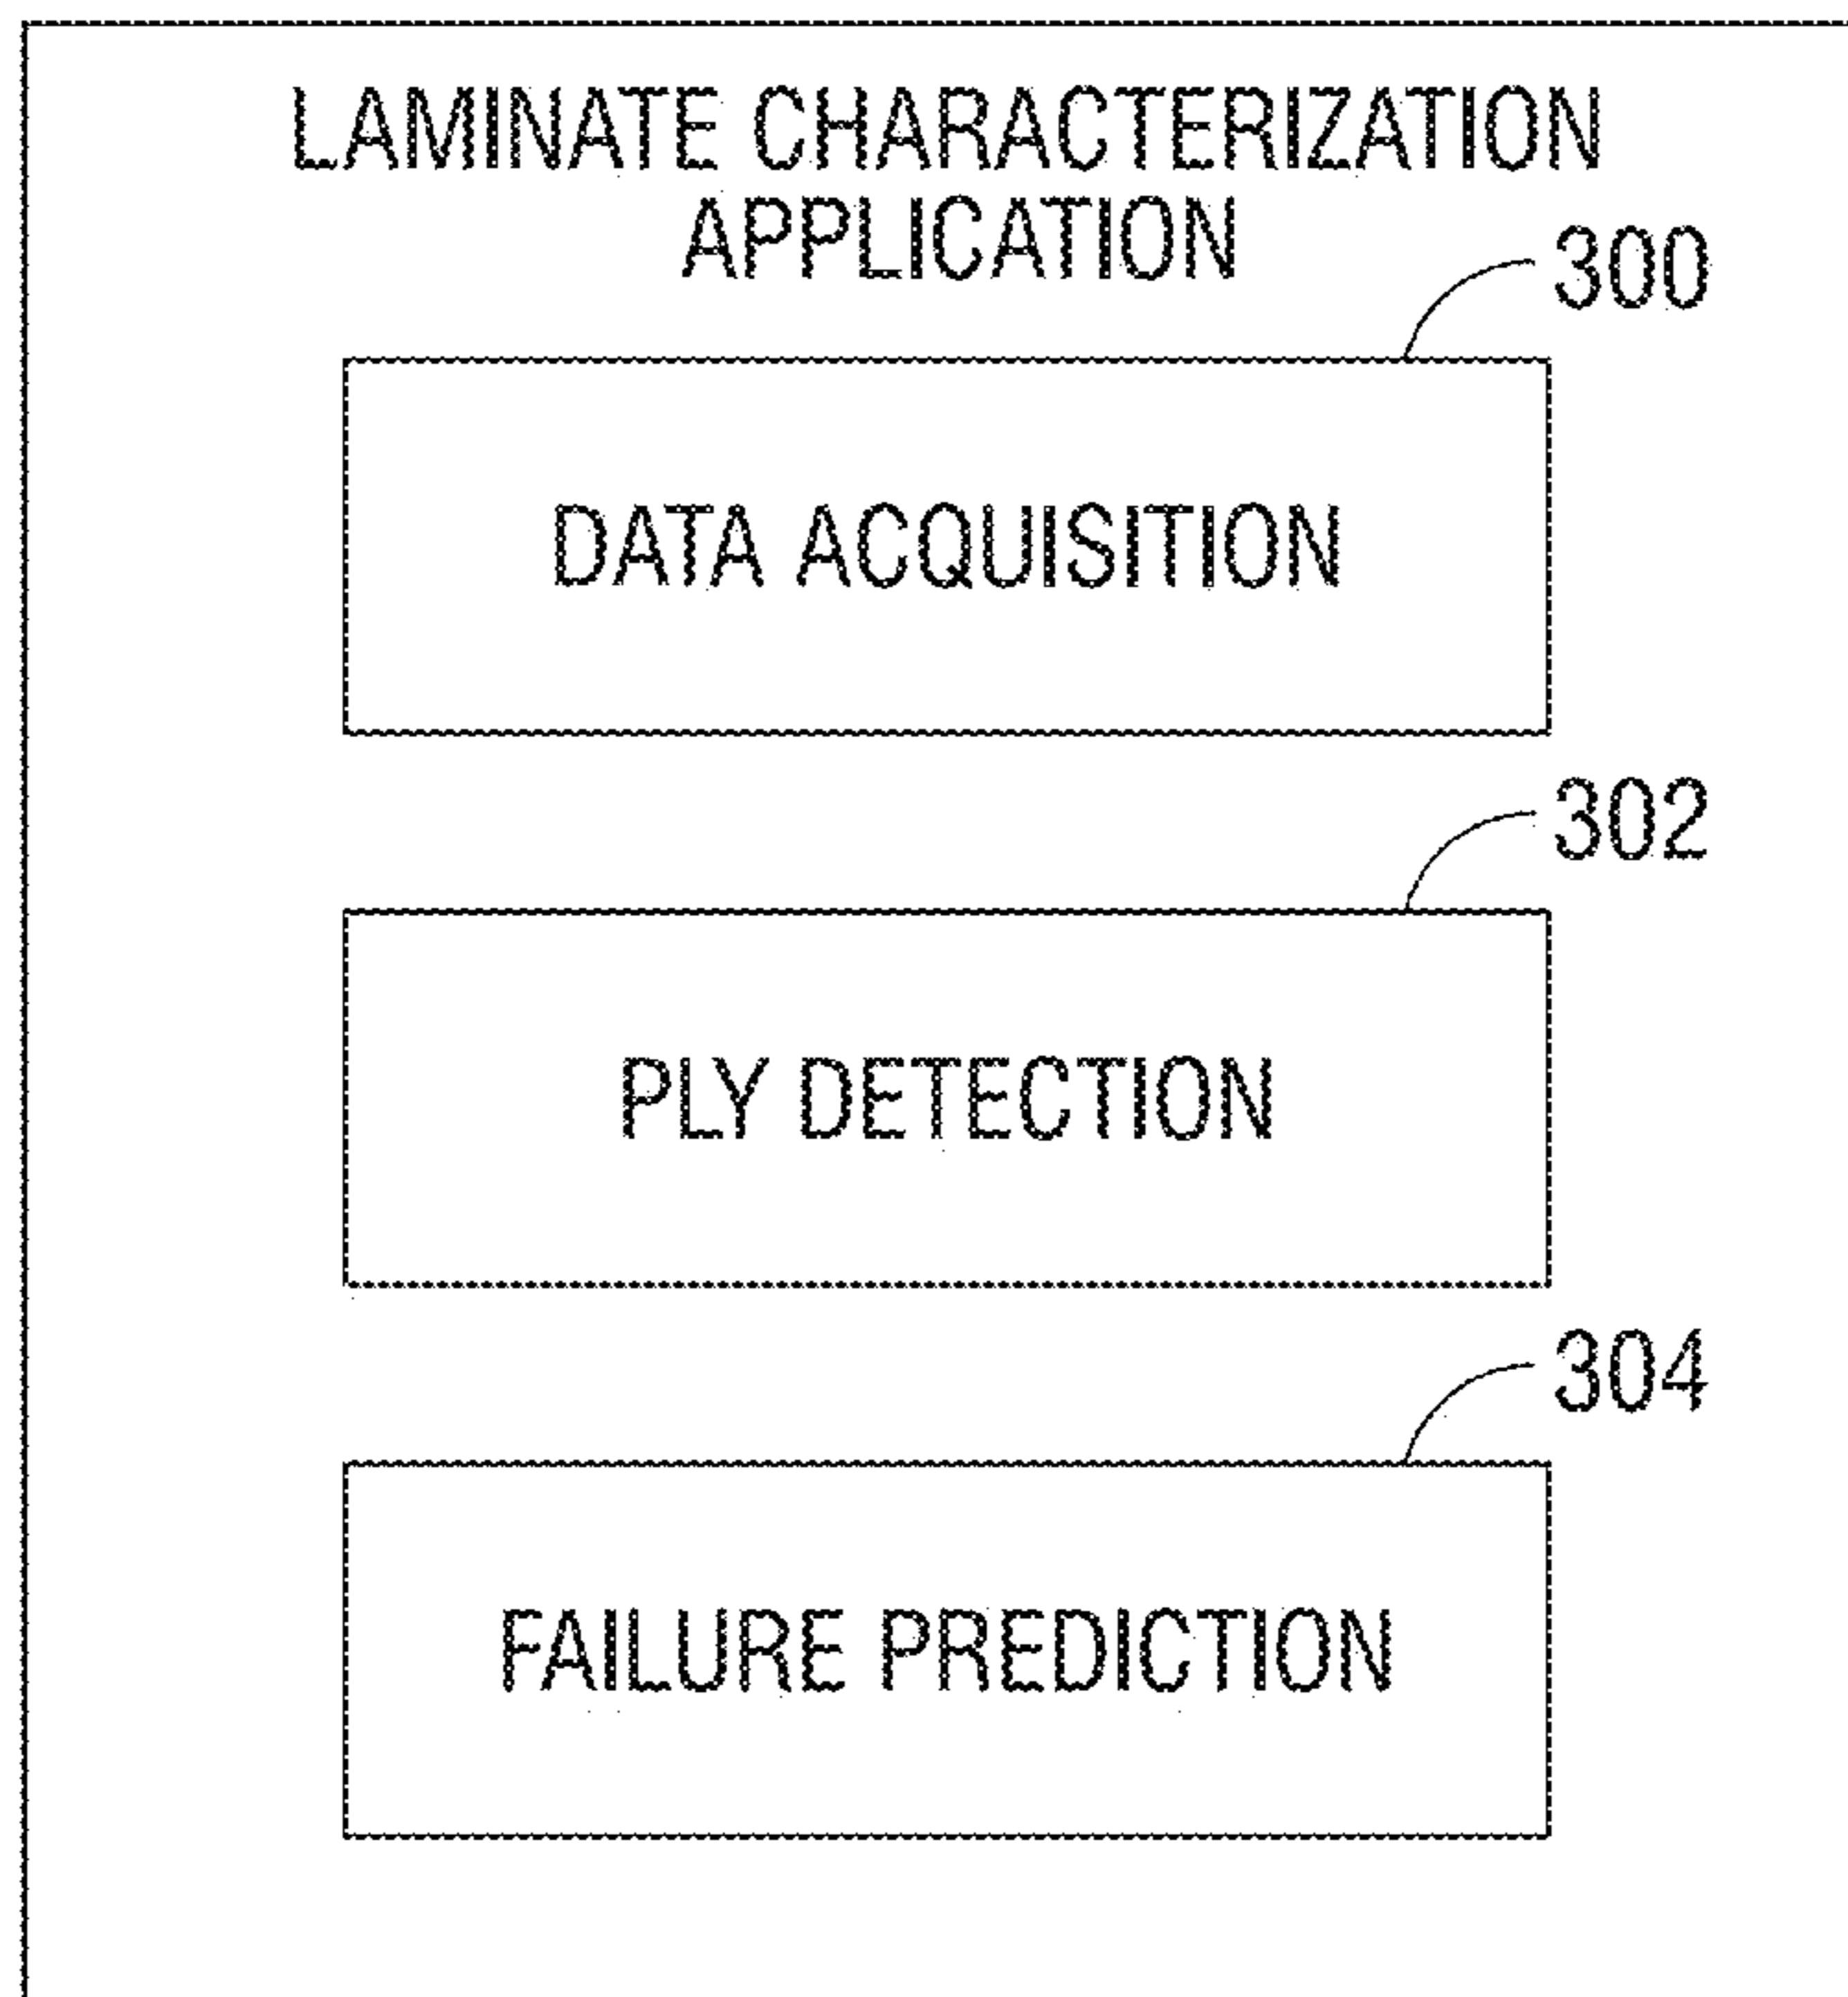 LAMINATE CHARACTERIZATION
APPLICATION
300
DATA ACQUISITION
302
PLY DETECTION
304
FAILURE PREDICTION